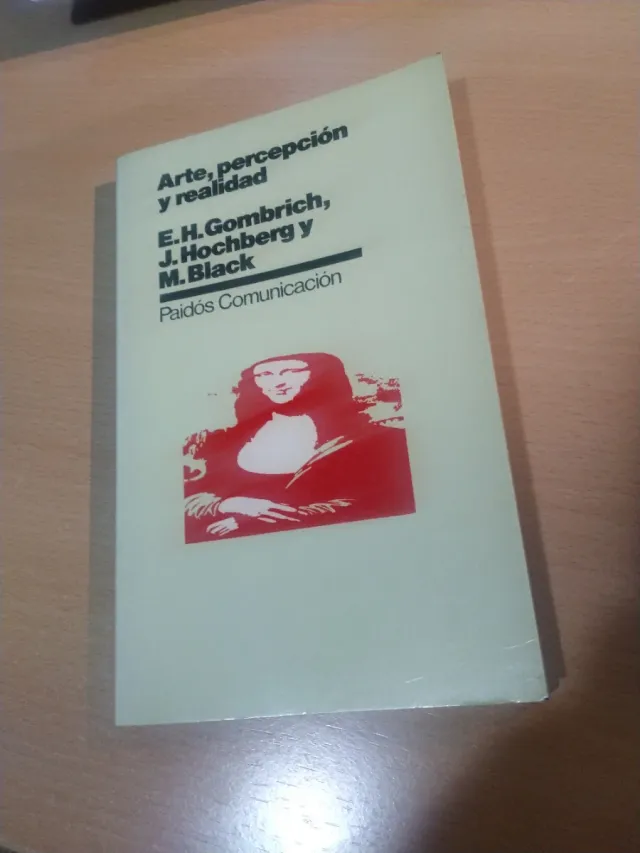 Arte, percepción
y realidad
E.H. Gombrich,
J. Hochberg y
M. Black
Paidós Comunicación